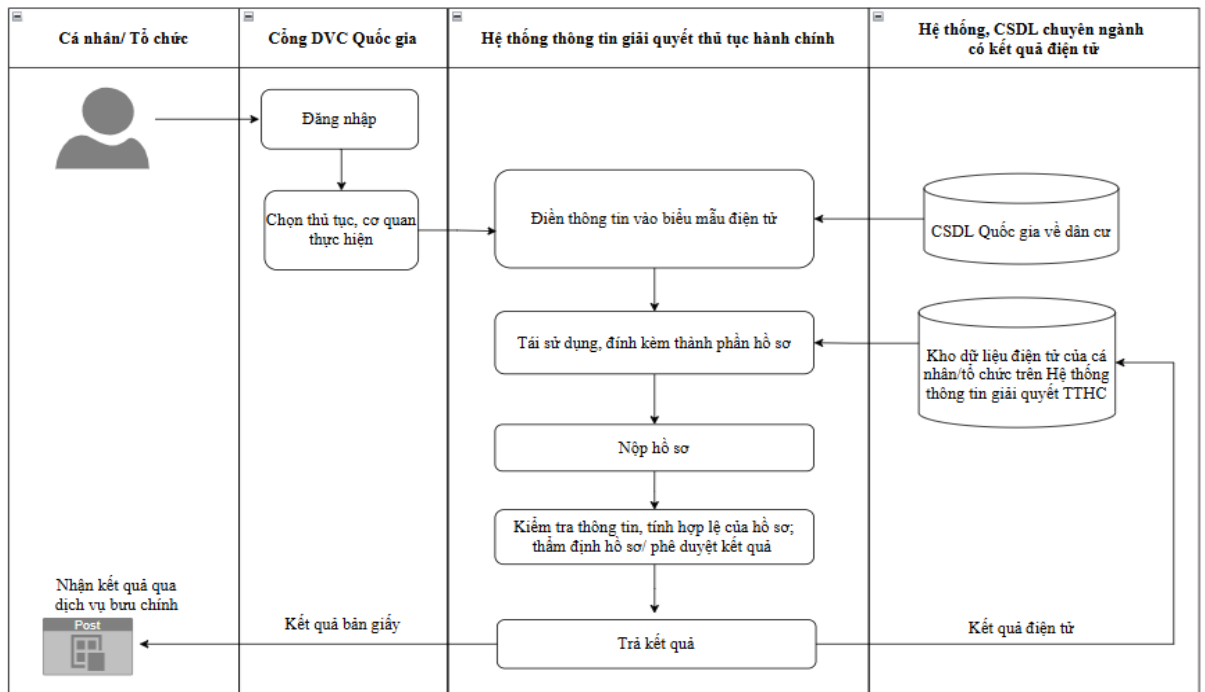 Cá nhân/ Tổ chức
Cổng DVC Quốc gia
Hệ thống thông tin giải quyết thủ tục hành chính
Hệ thống, CSDL chuyên ngành
có kết quả điện tử
Đăng nhập
Chọn thủ tục, cơ quan
thực hiện
Điền thông tin vào biểu mẫu điện tử
CSDL Quốc gia về dân cư
Tái sử dụng, đính kèm thành phần hồ sơ
Kho dữ liệu điện tử của cá
nhân/tổ chức trên Hệ thống
thông tin giải quyết TTHC
Nộp hồ sơ
Kiểm tra thông tin, tính hợp lệ của hồ sơ;
thẩm định hồ sơ/ phê duyệt kết quả
Nhận kết quả qua
dịch vụ bưu chính
Post
Kết quả bản giấy
Trả kết quả
Kết quả điện tử